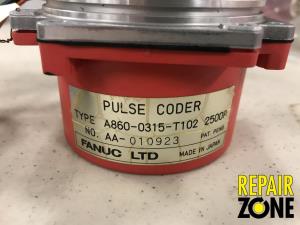 PULSE CODER
TYPE A860-0315-T102 2500P
NO. AA-010923 PAT. PEND.
FANUC LTD MADE IN JAPAN
REPAIR
ZONE